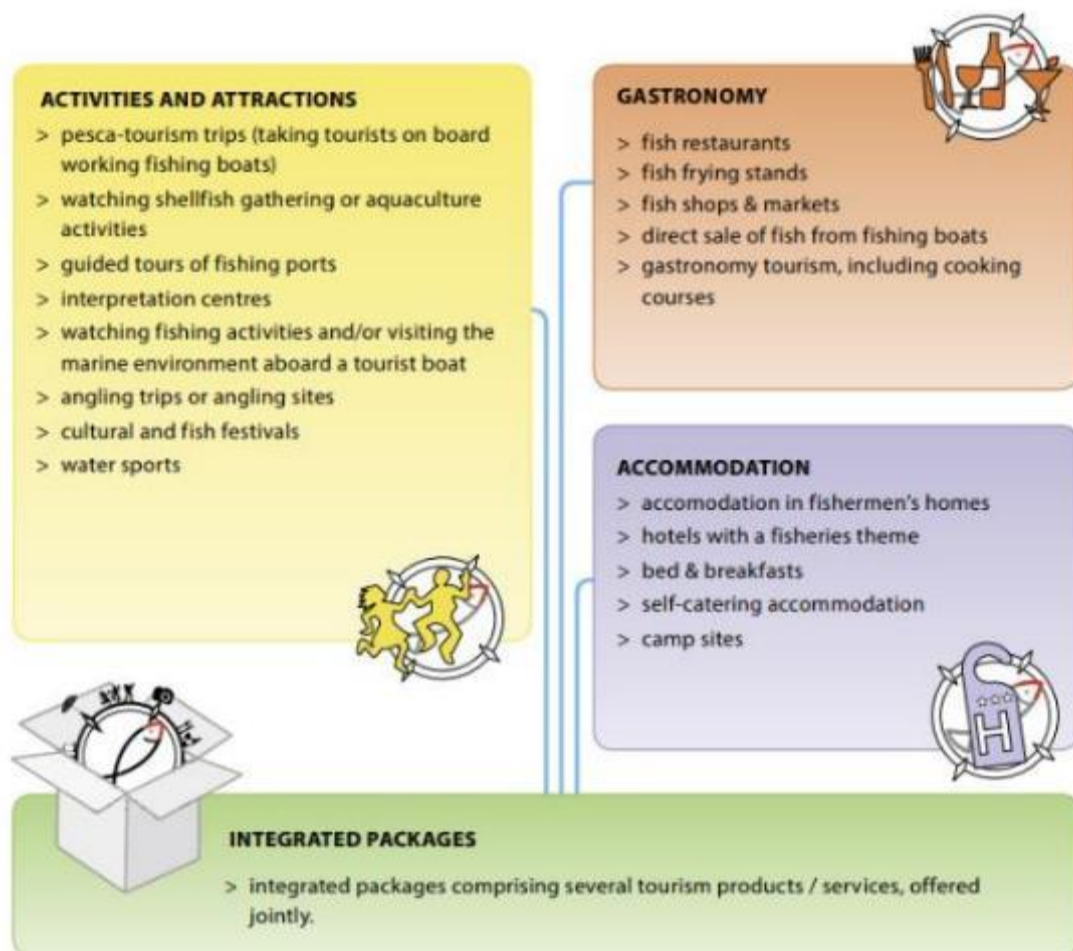 ACTIVITIES AND ATTRACTIONS
> pesca-tourism trips (taking tourists on board
working fishing boats)
> watching shellfish gathering or aquaculture
activities
> guided tours of fishing ports
> interpretation centres
> watching fishing activities and/or visiting the
marine environment aboard a tourist boat
> angling trips or angling sites
> cultural and fish festivals
> water sports
GASTRONOMY
> fish restaurants
> fish frying stands
> fish shops & markets
> direct sale of fish from fishing boats
> gastronomy tourism, including cooking
courses
ACCOMMODATION
> accomodation in fishermen's homes
> hotels with a fisheries theme
> bed & breakfasts
> self-catering accommodation
> camp sites
H
INTEGRATED PACKAGES
> integrated packages comprising several tourism products / services, offered
jointly.